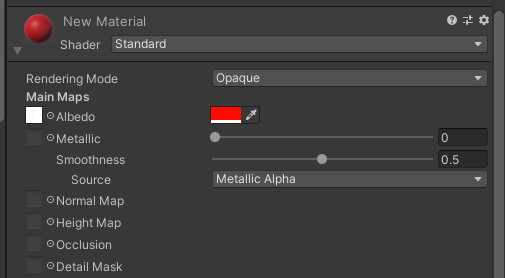 New Material
Shader Standard
Rendering Mode Opaque
Main Maps
Albedo
Metallic 0
Smoothness 0.5
Source Metallic Alpha
Normal Map
Height Map
Occlusion
Detail Mask